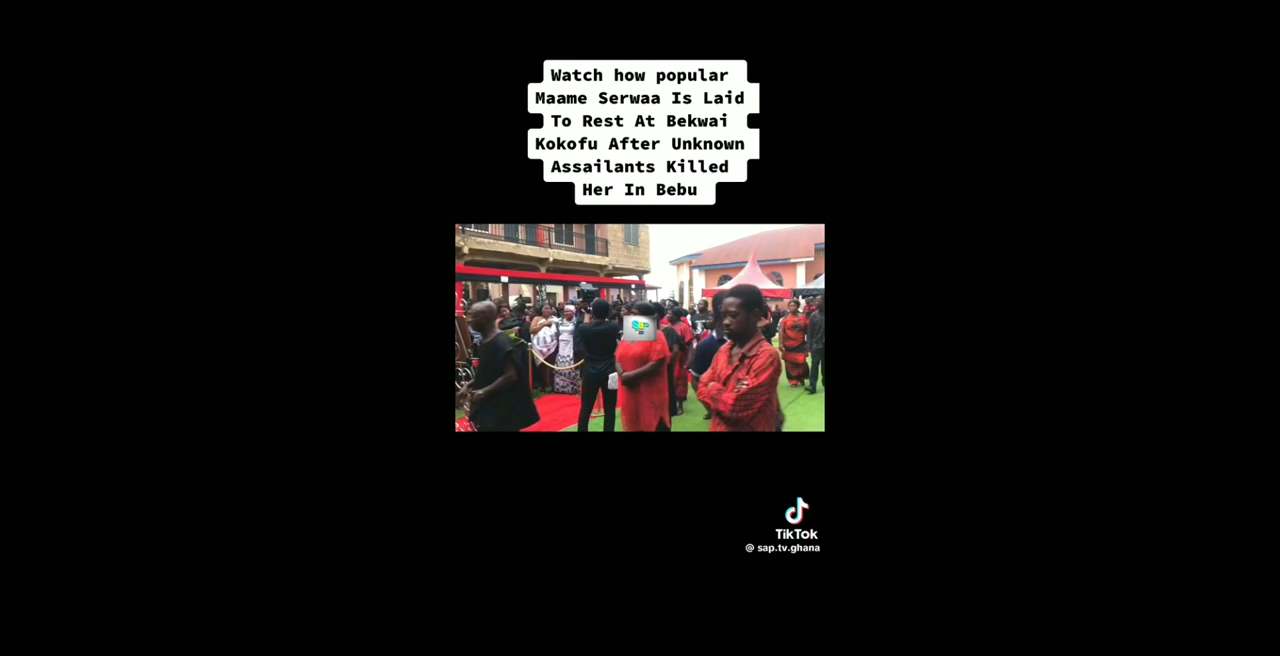 Watch how popular
Maame Serwaa Is Laid
To Rest At Bekwai
Kokofu After Unknown
Assailants Killed
Her In Bebu
TikTok
@ sap.tv.ghana